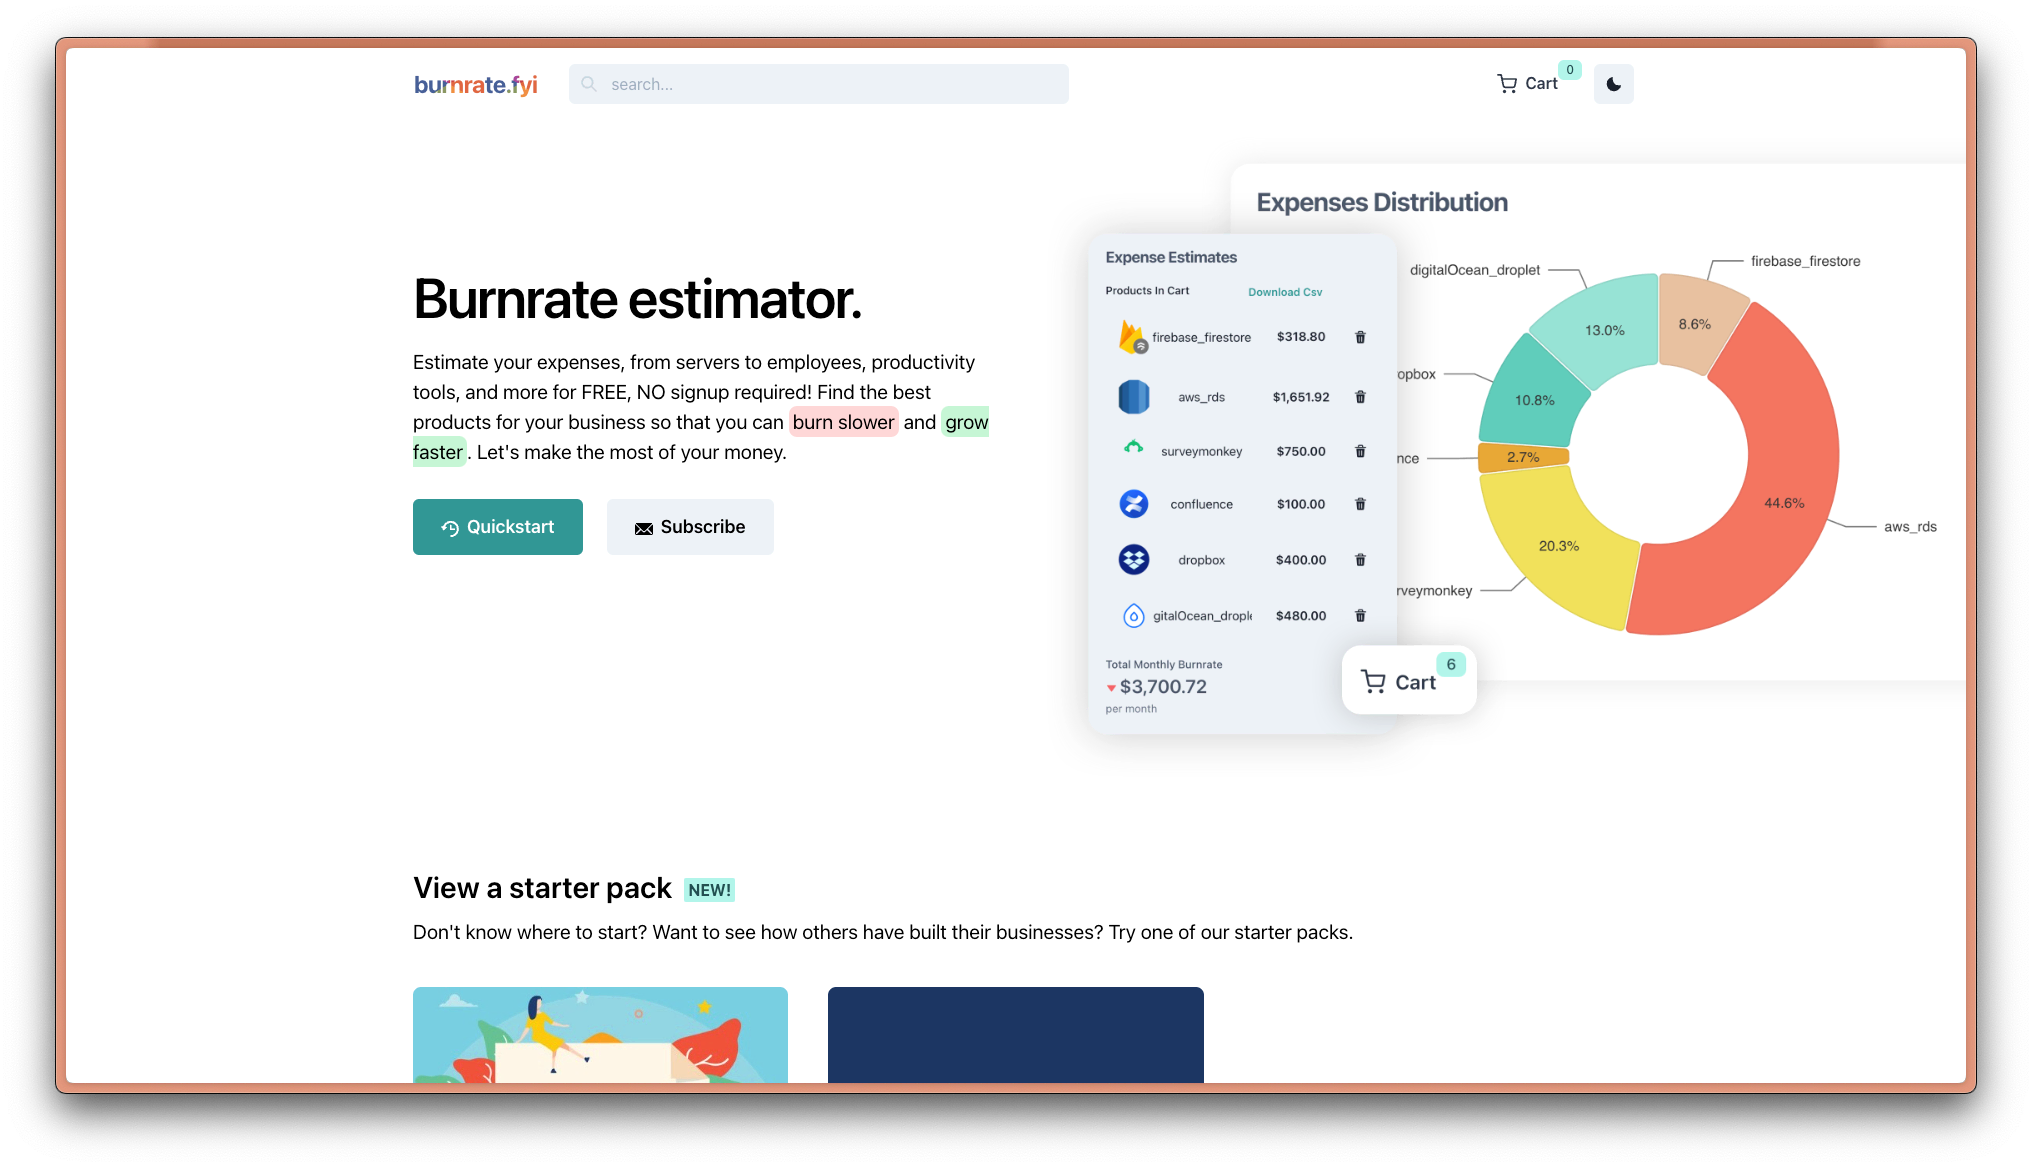 burnrate.fyi
search...
Cart
0
Burnrate estimator.
Estimate your expenses, from servers to employees, productivity
tools, and more for FREE, NO signup required! Find the best
products for your business so that you can burn slower and grow
faster. Let's make the most of your money.
Quickstart
Subscribe
Expense Estimates
Products In Cart
Download Csv
firebase_firestore $318.80
aws_rds $1,651.92
surveymonkey $750.00
confluence $100.00
dropbox $400.00
gitalOcean_drople $480.00
Total Monthly Burnrate
$3,700.72
per month
Cart
6
Expenses Distribution
digitalOcean_droplet
firebase_firestore
13.0%
8.6%
opbox
10.8%
nce
2.7%
44.6%
aws_rds
20.3%
rveymonkey
View a starter pack NEW!
Don't know where to start? Want to see how others have built their businesses? Try one of our starter packs.